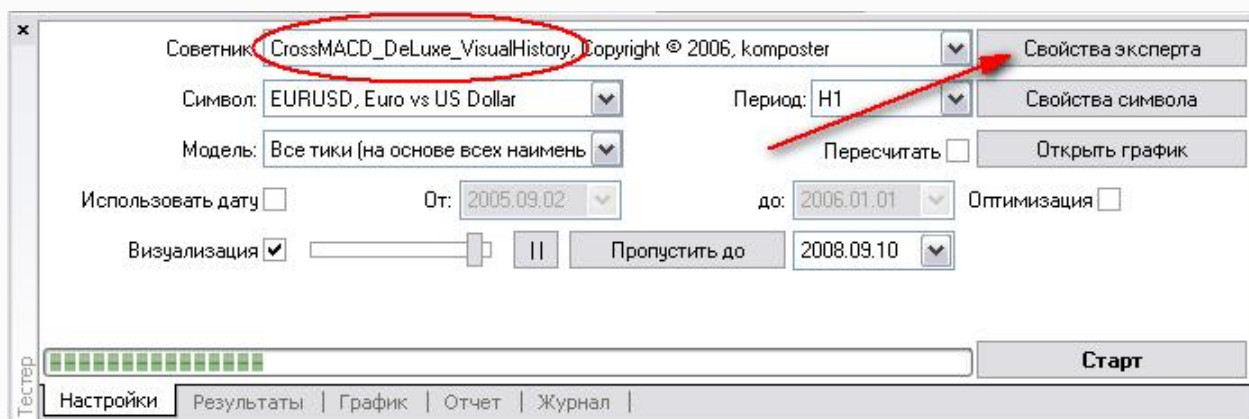 Советник: CrossMACD_DeLuxe_VisualHistory, Copyright © 2006, komposter Свойства эксперта
Символ: EURUSD, Euro vs US Dollar Период: H1 Свойства символа
Модель: Все тики (на основе всех наимень Пересчитать Открыть график
Использовать дату От: 2005.09.02 до: 2006.01.01 Оптимизация
Визуализация Пропустить до 2008.09.10
Старт
Тестер
Настройки Результаты | График | Отчет | Журнал |